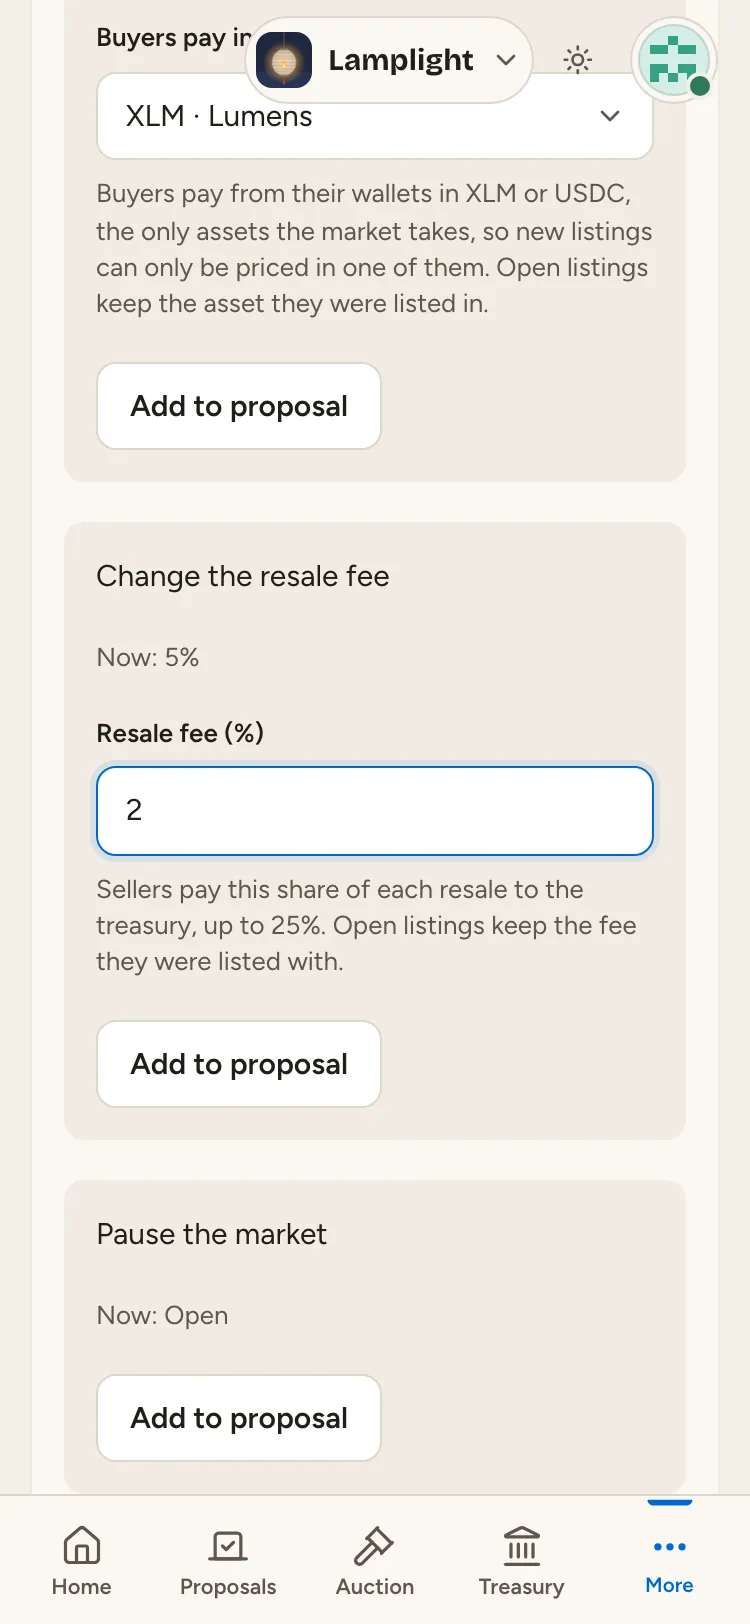 Buyers pay in
Lamplight
XLM · Lumens
Buyers pay from their wallets in XLM or USDC,
the only assets the market takes, so new listings
can only be priced in one of them. Open listings
keep the asset they were listed in.
Add to proposal
Change the resale fee
Now: 5%
Resale fee (%)
2
Sellers pay this share of each resale to the
treasury, up to 25%. Open listings keep the fee
they were listed with.
Add to proposal
Pause the market
Now: Open
Add to proposal
Home
Proposals
Auction
Treasury
More